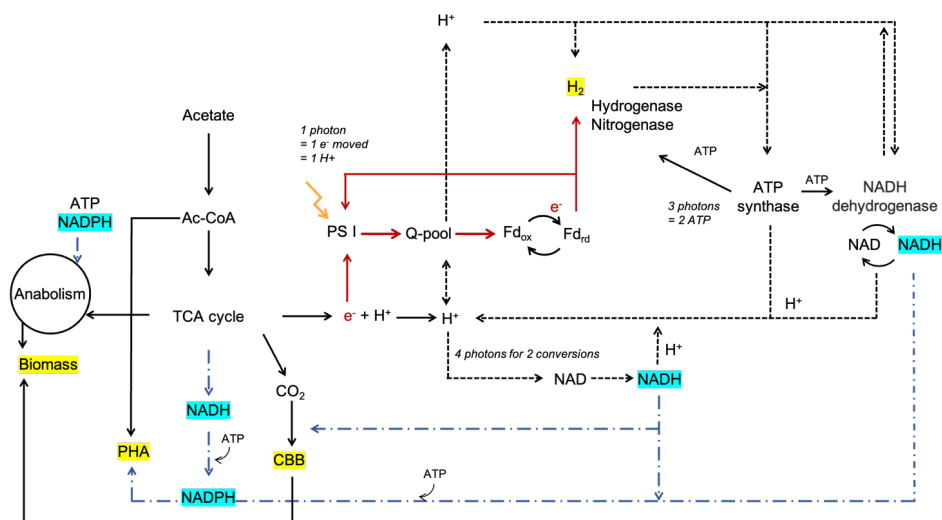 H⁺
H₂
Hydrogenase
Nitrogenase
Acetate
1 photon
= 1 e⁻ moved
= 1 H+
ATP
ATP
NADPH
Ac-CoA
3 photons
= 2 ATP
ATP
synthase
ATP
NADH
dehydrogenase
e⁻
PS I
Q-pool
Fdox
Fdrd
NAD
NADH
Anabolism
TCA cycle
e⁻ + H⁺
H⁺
H⁺
4 photons for 2 conversions
H⁺
Biomass
NAD
NADH
CO₂
NADH
ATP
PHA
CBB
ATP
NADPH